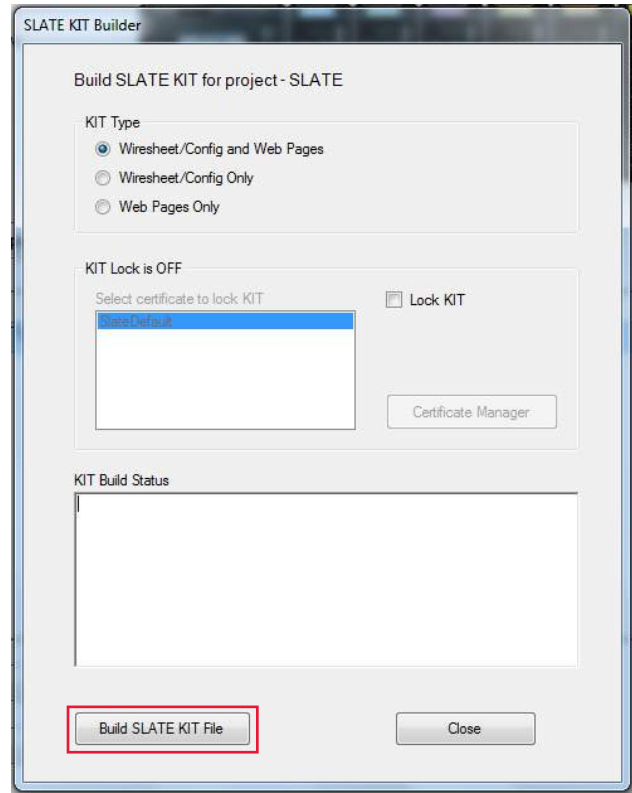 SLATE KIT Builder
Build SLATE KIT for project - SLATE
KIT Type
Wiresheet/Config and Web Pages
Wiresheet/Config Only
Web Pages Only
KIT Lock is OFF
Select certificate to lock KIT
Lock KIT
SlateDefault
Certificate Manager
KIT Build Status
Build SLATE KIT File
Close